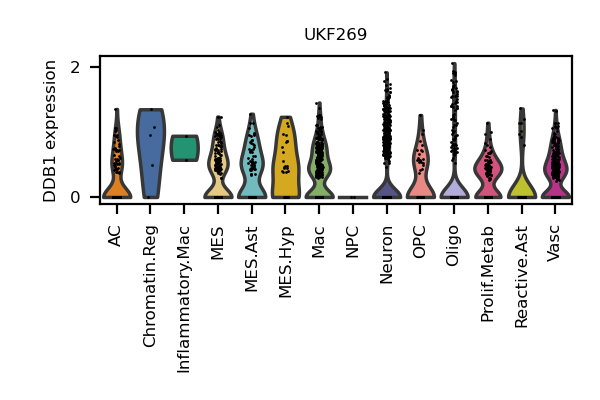 UKF269
DDB1 expression
2
0
AC
Chromatin.Reg
Inflammatory.Mac
MES
MES.Ast
MES.Hyp
Mac
NPC
Neuron
OPC
Oligo
Prolif.Metab
Reactive.Ast
Vasc